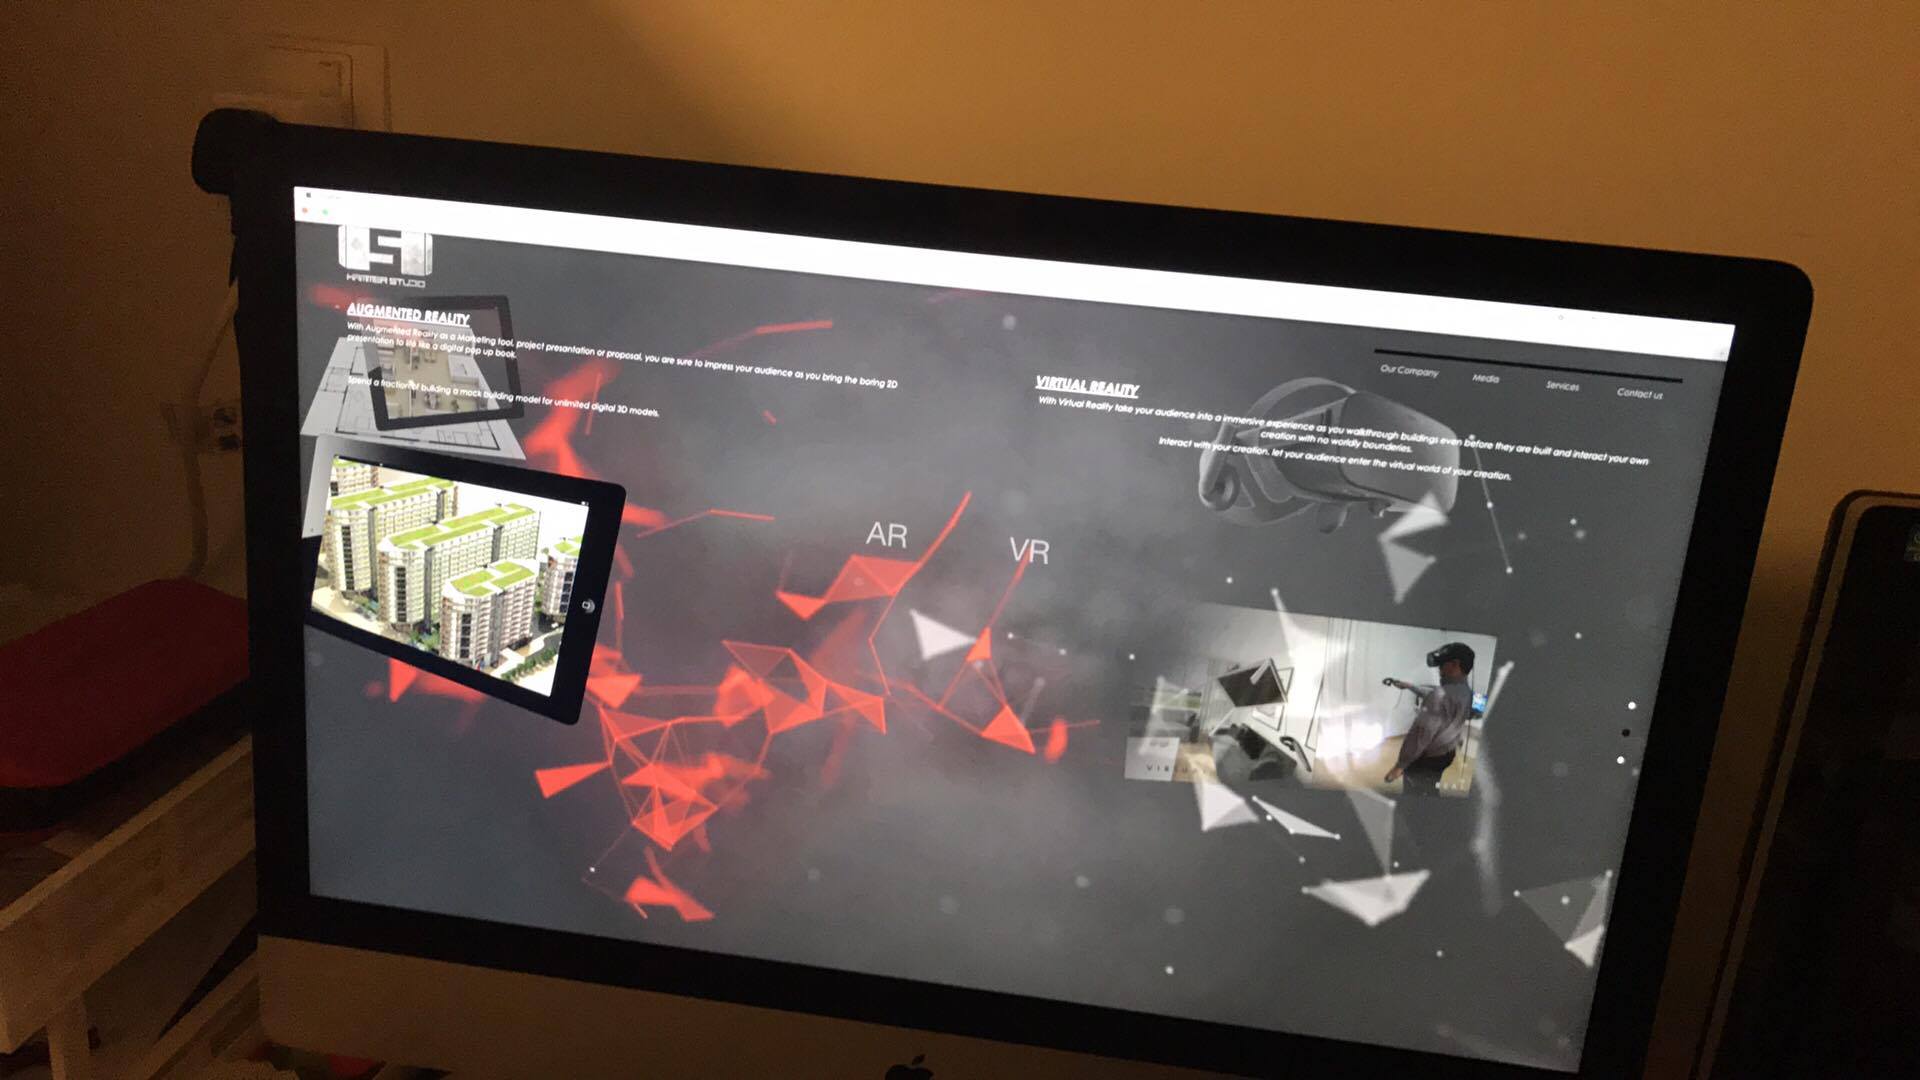 HAMMER STUDIO
AUGMENTED REALITY
With Augmented Reality as a Marketing tool, project presantation or proposal, you are sure to impress your audience as you bring the boring 2D
presentation to life like a digital pop up book.
Spend a fraction of building a mock building model for unlimited digital 3D models.
Our Company
Media
Services
Contact us
VIRTUAL REALITY
With Virtual Reality take your audience into a immersive experience as you walkthrough buildings even before they are built and interact your own
creation with no worldly bounderies.
Interact with your creation, let your audience enter the virtual world of your creation.
AR
VR